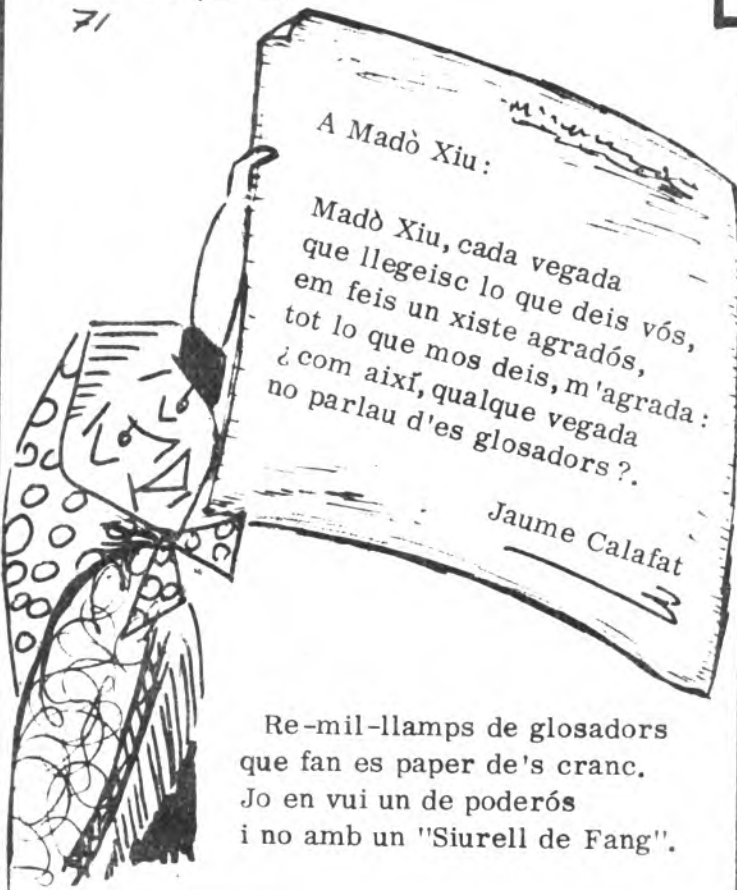 71
A Madò Xiu:
Madò Xiu, cada vegada
que llegeisc lo que deis vós,
em feis un xiste agradós,
tot lo que mos deis, m'agrada:
¿com així, qualque vegada
no parlau d'es glosadors?.
Jaume Calafat
Re-mil-llamps de glosadors
que fan es paper de's cranc.
Jo en vui un de poderós
i no amb un "Siurell de Fang".